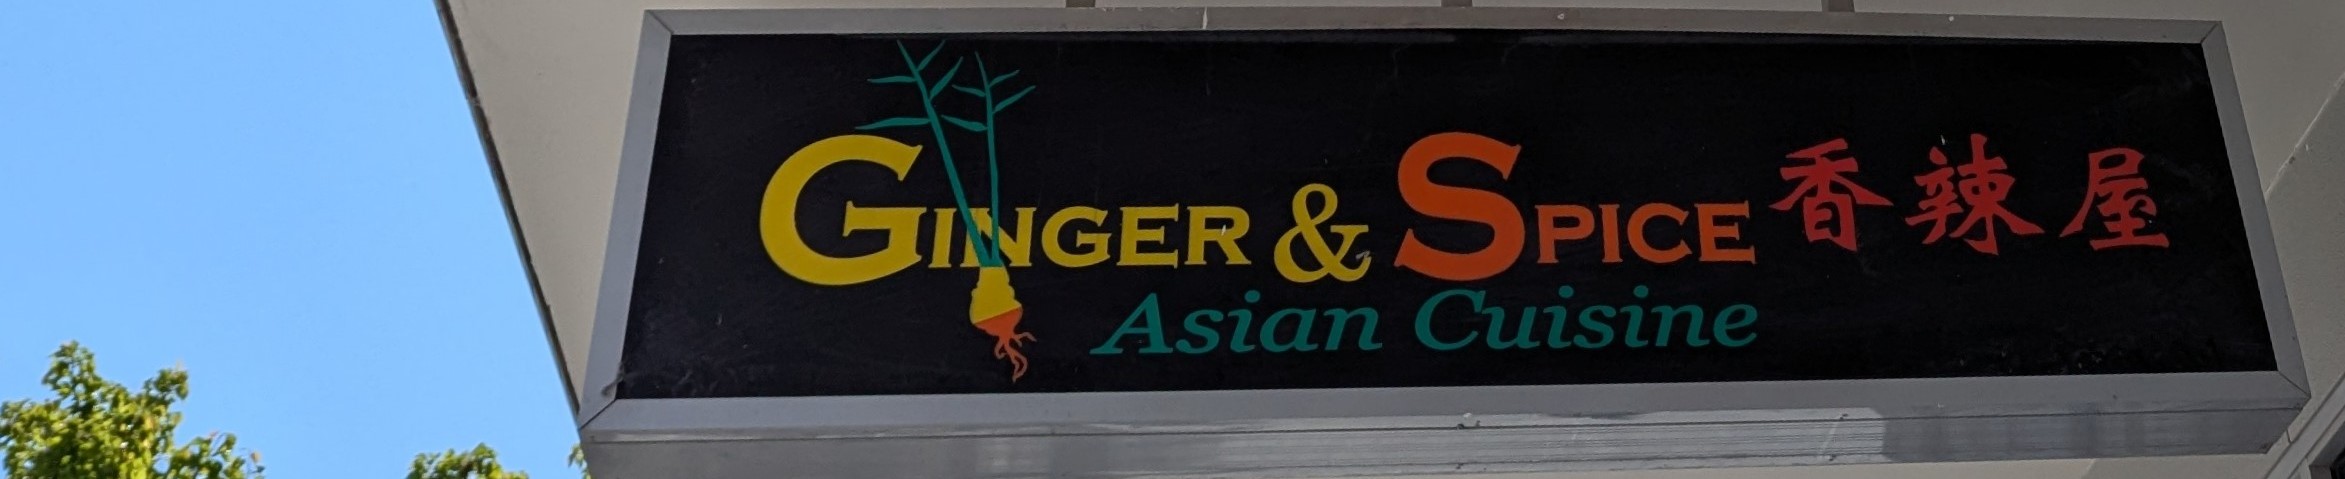 GINGER & SPICE 香辣屋
Asian Cuisine